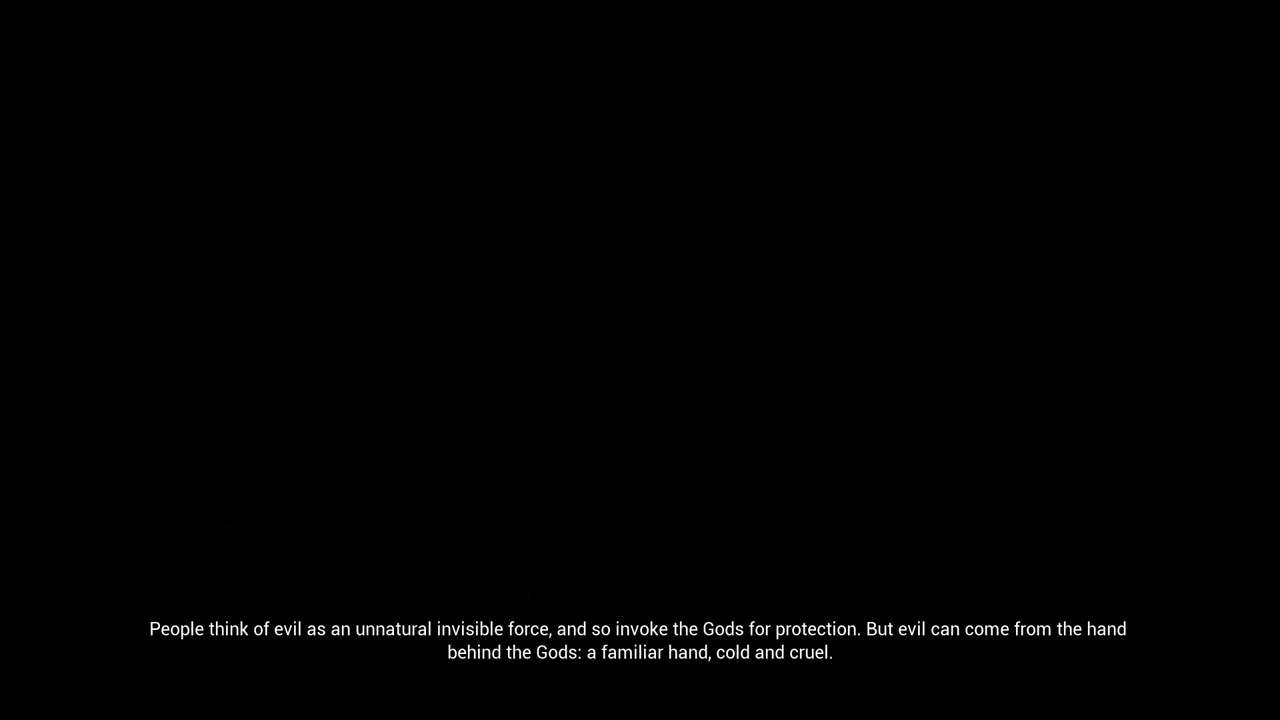 People think of evil as an unnatural invisible force, and so invoke the Gods for protection. But evil can come from the hand
behind the Gods: a familiar hand, cold and cruel.